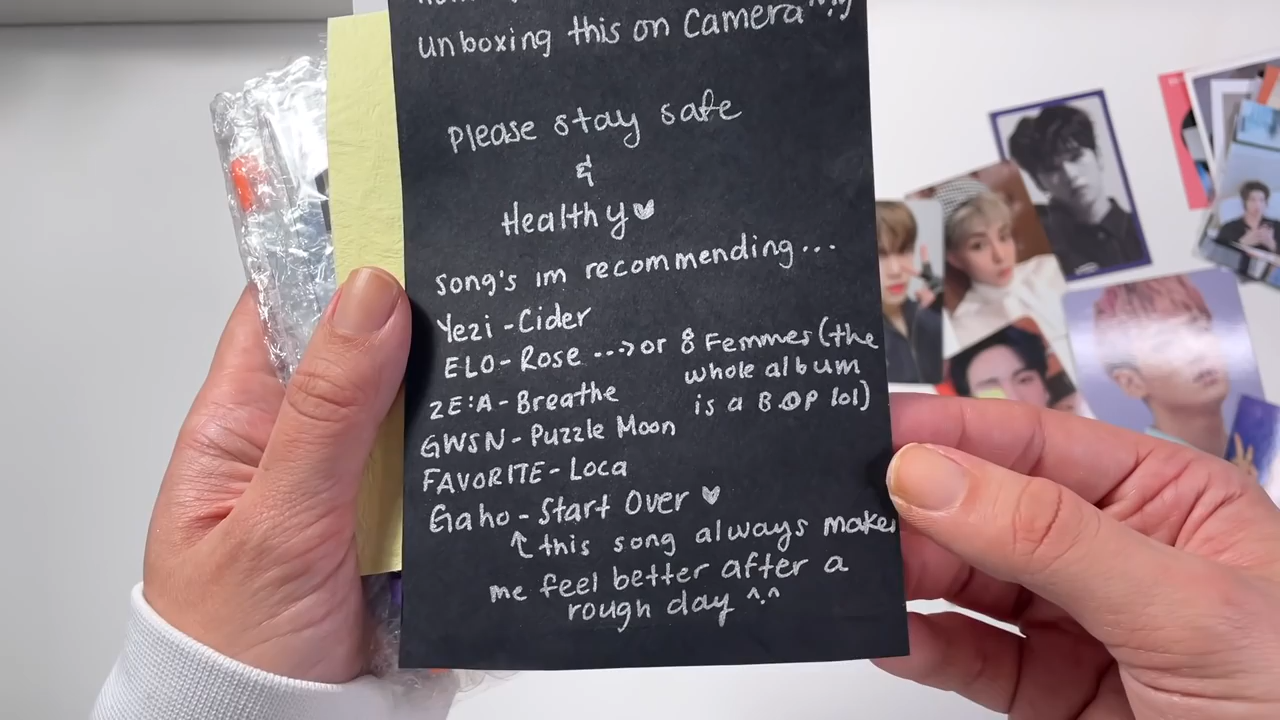 unboxing this on Camera ^.^
Please stay safe
&
Healthy ♥
song's im recommending...
Yezi - Cider
ELO - Rose ---> or 8 Femmes (the
whole album
is a BOP lol)
ZE:A - Breathe
GWSN - Puzzle Moon
FAVORITE - Loca
Gaho - Start Over ♥
↑ this song always makes
me feel better after a
rough day ^.^